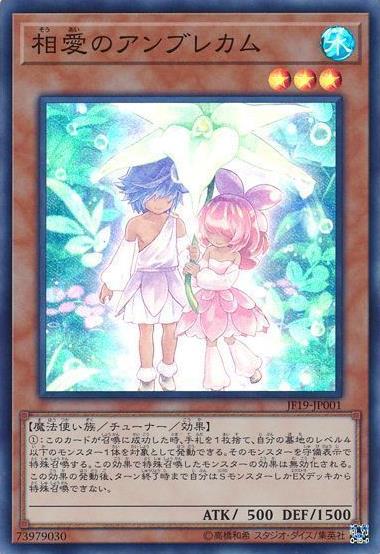 相愛のアンブレカム
水
JF19-JP001
【魔法使い族／チューナー／効果】
①：このカードが召喚に成功した時、手札を1枚捨て、自分の墓地のレベル4
以下のモンスター1体を対象として発動できる。そのモンスターを守備表示で
特殊召喚する。この効果で特殊召喚したモンスターの効果は無効化される。
この効果の発動後、ターン終了時まで自分はSモンスターしかEXデッキから
特殊召喚できない。
ATK/ 500 DEF/1500
73979030
©高橋和希 スタジオ・ダイス/集英社